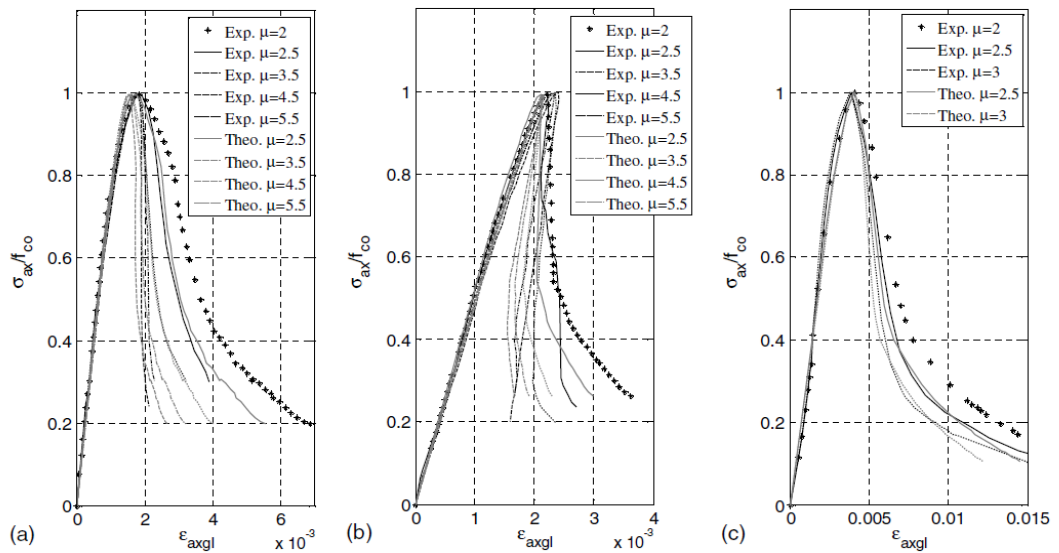 Exp. μ=2
Exp. μ=2.5
Exp. μ=3.5
Exp. μ=4.5
Exp. μ=5.5
Theo. μ=2.5
Theo. μ=3.5
Theo. μ=4.5
Theo. μ=5.5
1
0.8
0.6
0.4
0.2
0
σax/fco
0 2 4 6
εaxgl
x 10⁻³
(a)
Exp. μ=2
Exp. μ=2.5
Exp. μ=3.5
Exp. μ=4.5
Exp. μ=5.5
Theo. μ=2.5
Theo. μ=3.5
Theo. μ=4.5
Theo. μ=5.5
1
0.8
0.6
0.4
0.2
0
σax/fco
0 1 2 3 4
εaxgl
x 10⁻³
(b)
Exp. μ=2
Exp. μ=2.5
Exp. μ=3
Theo. μ=2.5
Theo. μ=3
1
0.8
0.6
0.4
0.2
0
σax/fco
0 0.005 0.01 0.015
εaxgl
(c)